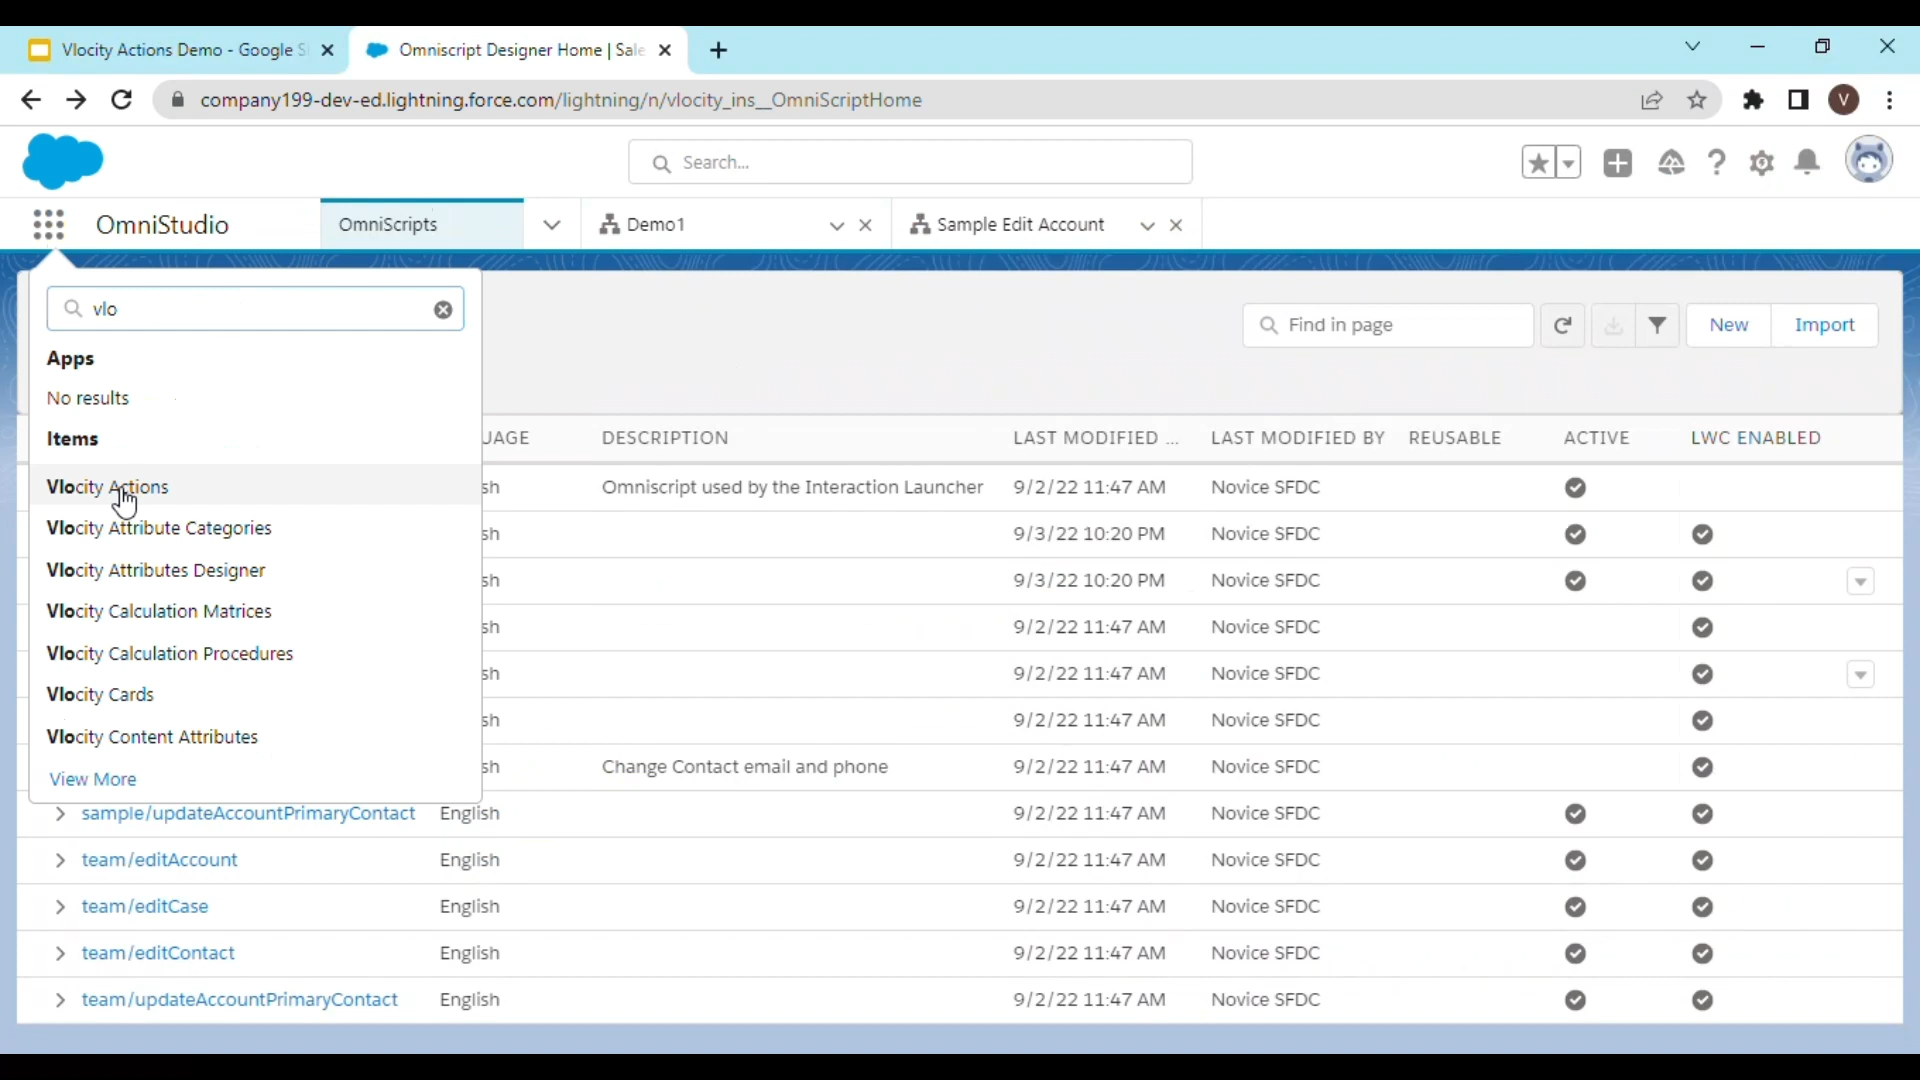 Vlocity Actions Demo - Google S
Omniscript Designer Home | Sale
company199-dev-ed.lightning.force.com/lightning/n/vlocity_ins__OmniScriptHome
V
Search...
OmniStudio
OmniScripts
Demo1
Sample Edit Account
vlo
Apps
No results
Items
Vlocity Actions
Vlocity Attribute Categories
Vlocity Attributes Designer
Vlocity Calculation Matrices
Vlocity Calculation Procedures
Vlocity Cards
Vlocity Content Attributes
View More
Find in page
New
Import
UAGE DESCRIPTION LAST MODIFIED ... LAST MODIFIED BY REUSABLE ACTIVE LWC ENABLED
sh Omniscript used by the Interaction Launcher 9/2/22 11:47 AM Novice SFDC
sh 9/3/22 10:20 PM Novice SFDC
sh 9/3/22 10:20 PM Novice SFDC
sh 9/2/22 11:47 AM Novice SFDC
sh 9/2/22 11:47 AM Novice SFDC
sh 9/2/22 11:47 AM Novice SFDC
sh Change Contact email and phone 9/2/22 11:47 AM Novice SFDC
sample/updateAccountPrimaryContact English 9/2/22 11:47 AM Novice SFDC
team/editAccount English 9/2/22 11:47 AM Novice SFDC
team/editCase English 9/2/22 11:47 AM Novice SFDC
team/editContact English 9/2/22 11:47 AM Novice SFDC
team/updateAccountPrimaryContact English 9/2/22 11:47 AM Novice SFDC